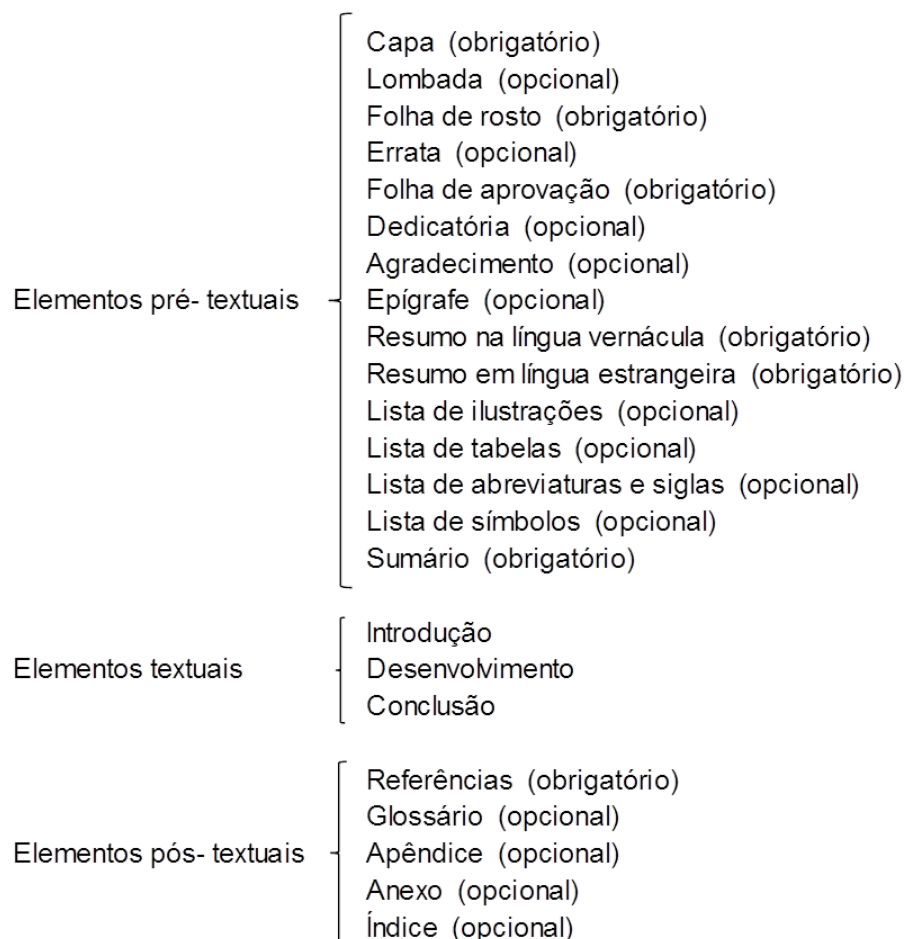 Elementos pré- textuais
Capa (obrigatório)
Lombada (opcional)
Folha de rosto (obrigatório)
Errata (opcional)
Folha de aprovação (obrigatório)
Dedicatória (opcional)
Agradecimento (opcional)
Epígrafe (opcional)
Resumo na língua vernácula (obrigatório)
Resumo em língua estrangeira (obrigatório)
Lista de ilustrações (opcional)
Lista de tabelas (opcional)
Lista de abreviaturas e siglas (opcional)
Lista de símbolos (opcional)
Sumário (obrigatório)
Elementos textuais
Introdução
Desenvolvimento
Conclusão
Elementos pós- textuais
Referências (obrigatório)
Glossário (opcional)
Apêndice (opcional)
Anexo (opcional)
Índice (opcional)